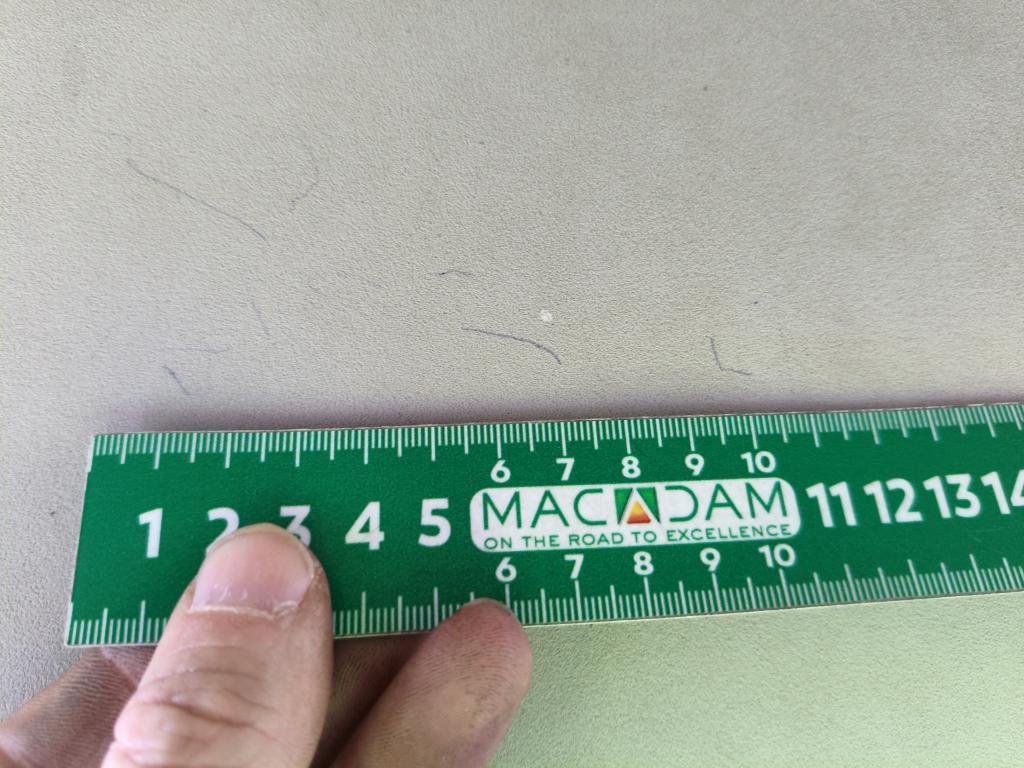 6 7 8 9 10
1 2 3 4 5 MACADAM 11 12 13 14
ON THE ROAD TO EXCELLENCE
6 7 8 9 10